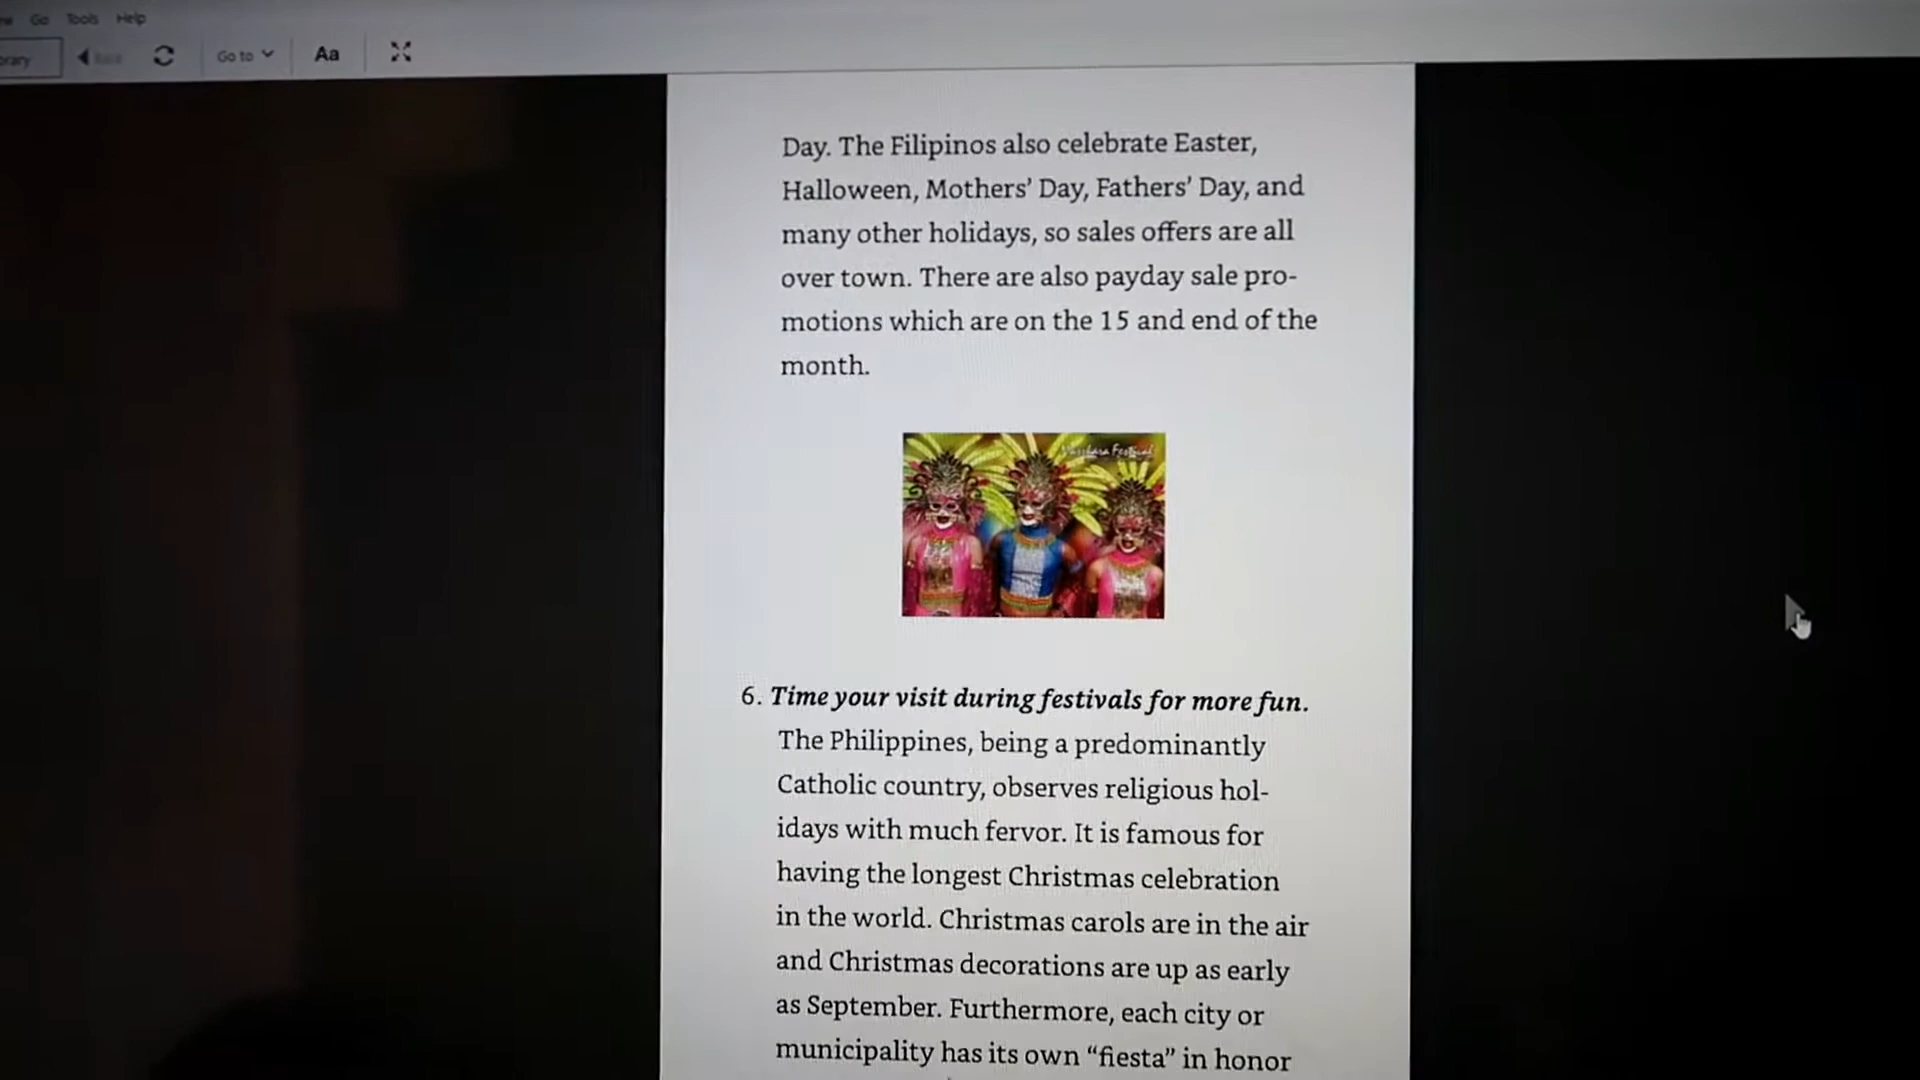 Go Tools Help
Go to Aa
Day. The Filipinos also celebrate Easter,
Halloween, Mothers' Day, Fathers' Day, and
many other holidays, so sales offers are all
over town. There are also payday sale pro-
motions which are on the 15 and end of the
month.
Festival
6. Time your visit during festivals for more fun.
The Philippines, being a predominantly
Catholic country, observes religious hol-
idays with much fervor. It is famous for
having the longest Christmas celebration
in the world. Christmas carols are in the air
and Christmas decorations are up as early
as September. Furthermore, each city or
municipality has its own “fiesta” in honor